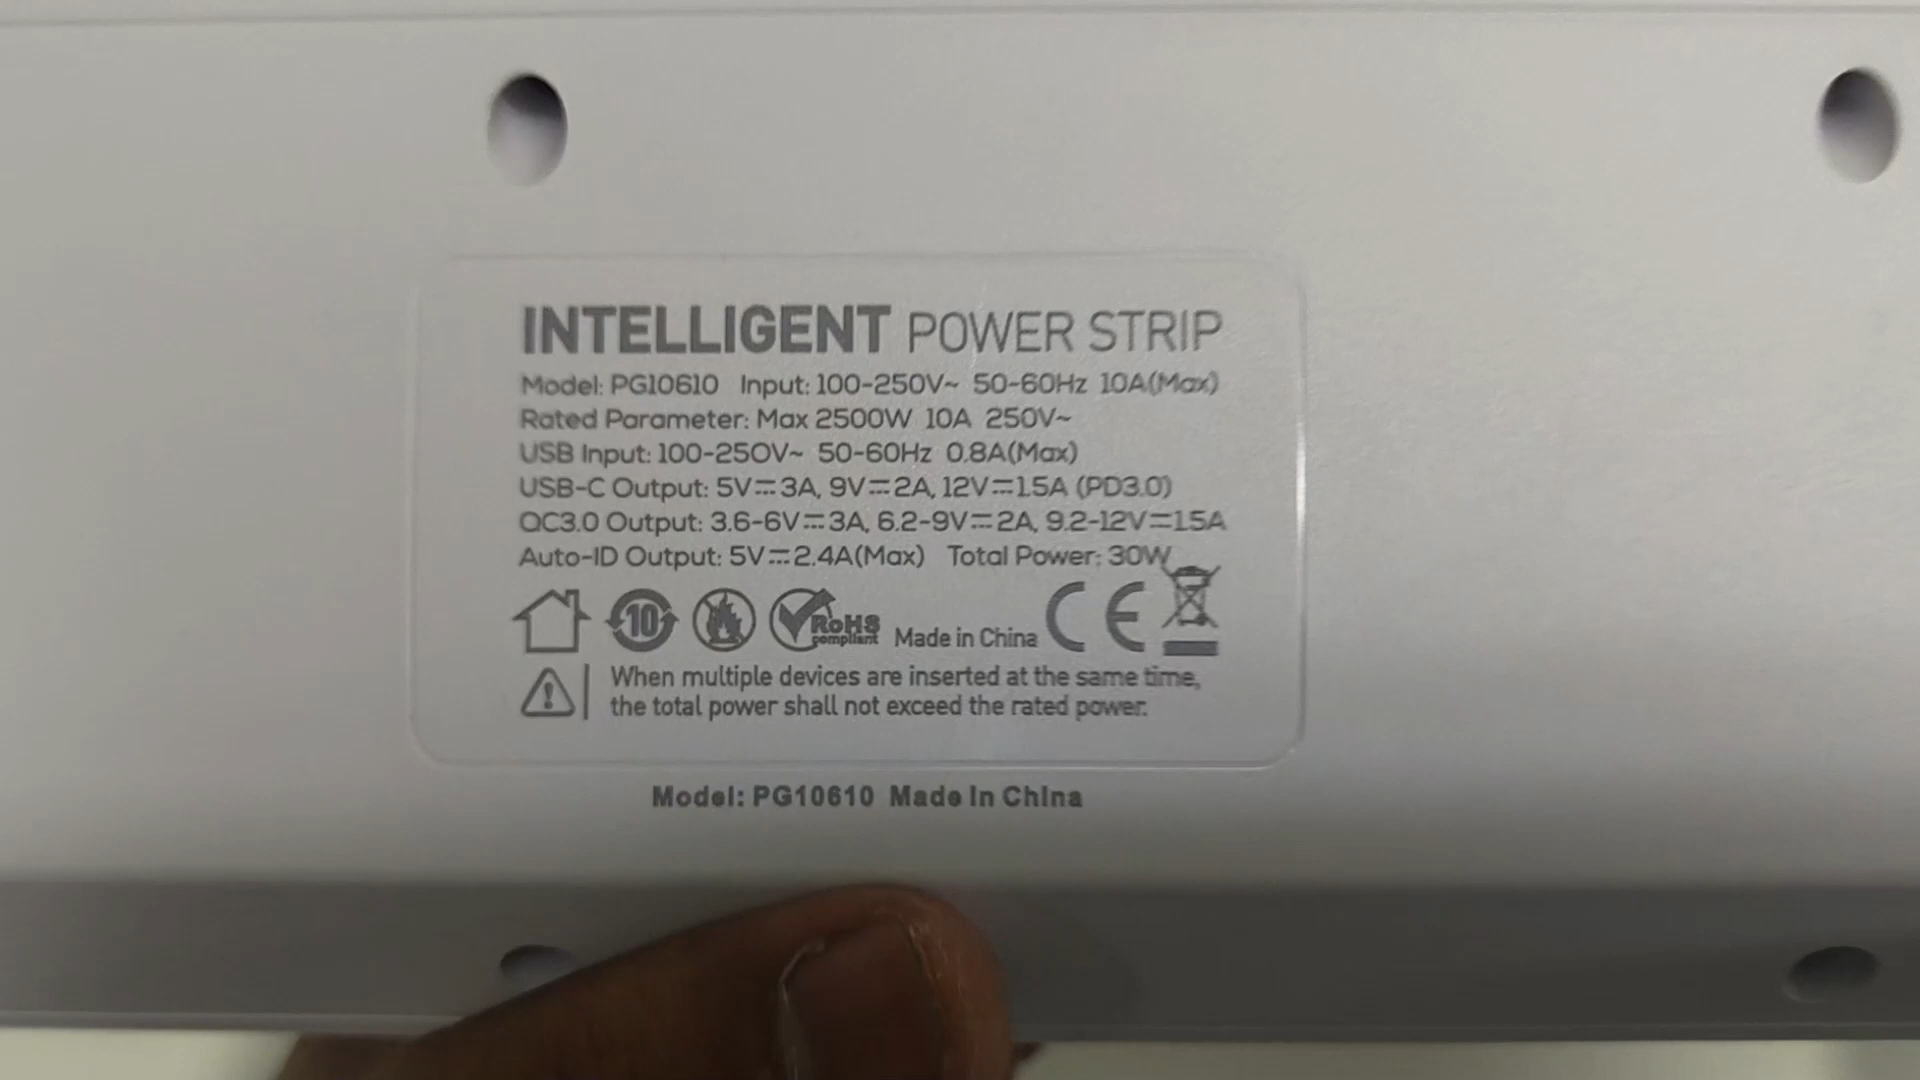 INTELLIGENT POWER STRIP
Model: PG10610 Input: 100-250V~ 50-60Hz 10A(Max)
Rated Parameter: Max 2500W 10A 250V~
USB Input: 100-250V~ 50-60Hz 0.8A(Max)
USB-C Output: 5V⎓3A, 9V⎓2A, 12V⎓1.5A (PD3.0)
QC3.0 Output: 3.6-6V⎓3A, 6.2-9V⎓2A, 9.2-12V⎓1.5A
Auto-ID Output: 5V⎓2.4A(Max) Total Power: 30W
10 RoHS compliant Made in China CE
When multiple devices are inserted at the same time,
the total power shall not exceed the rated power.
Model: PG10610 Made In China